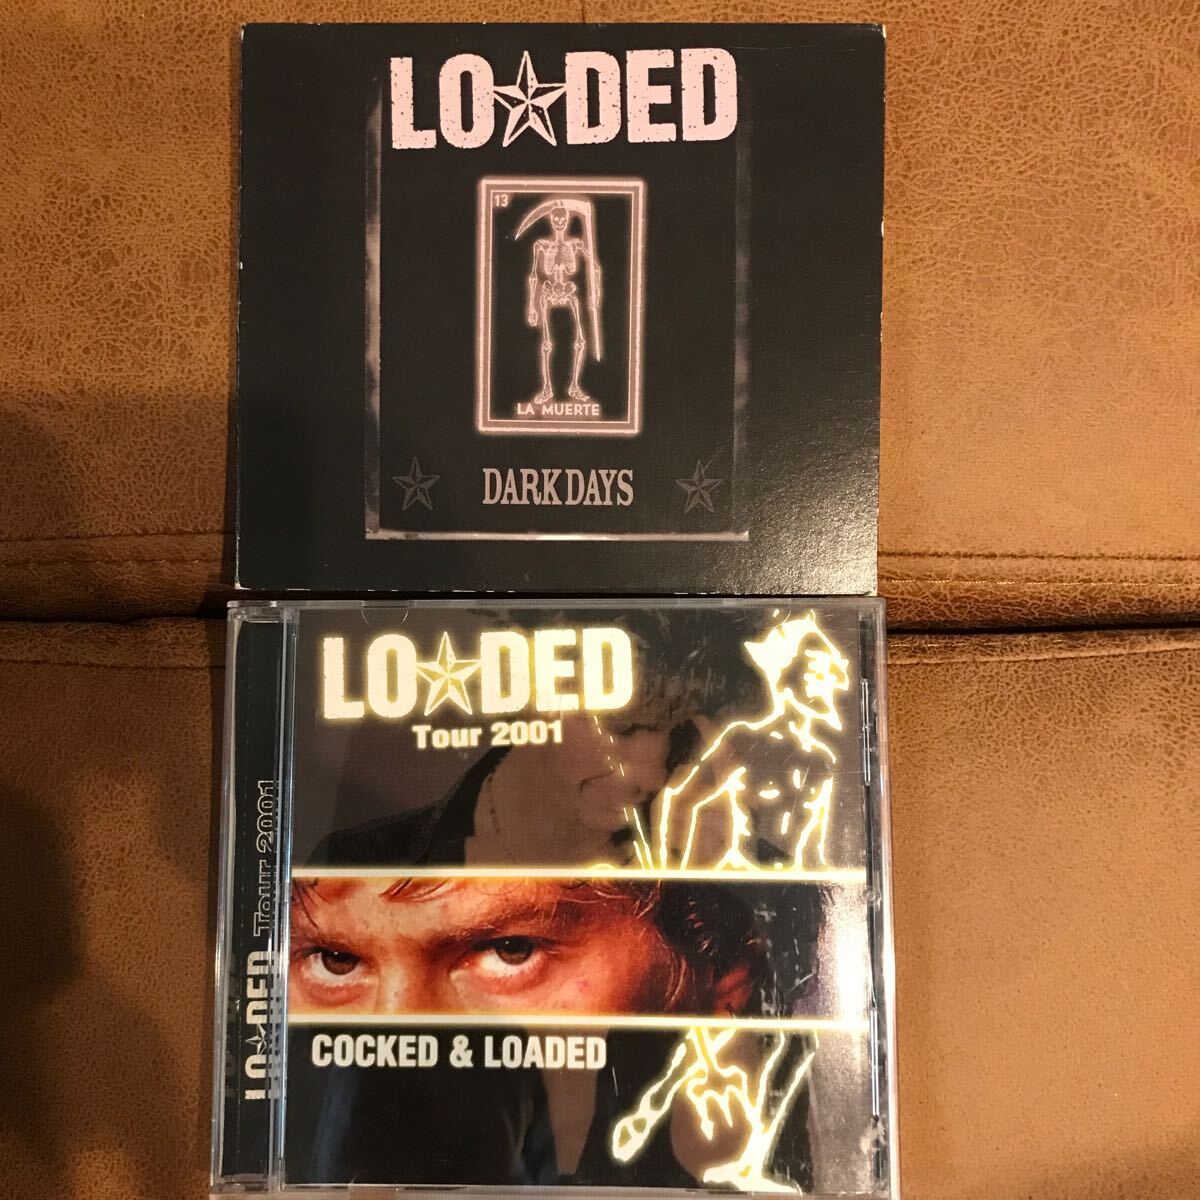 LO★DED
13
LA MUERTE
DARK DAYS
LO★DED
Tour 2001
COCKED & LOADED
LO★DED Tour 2001